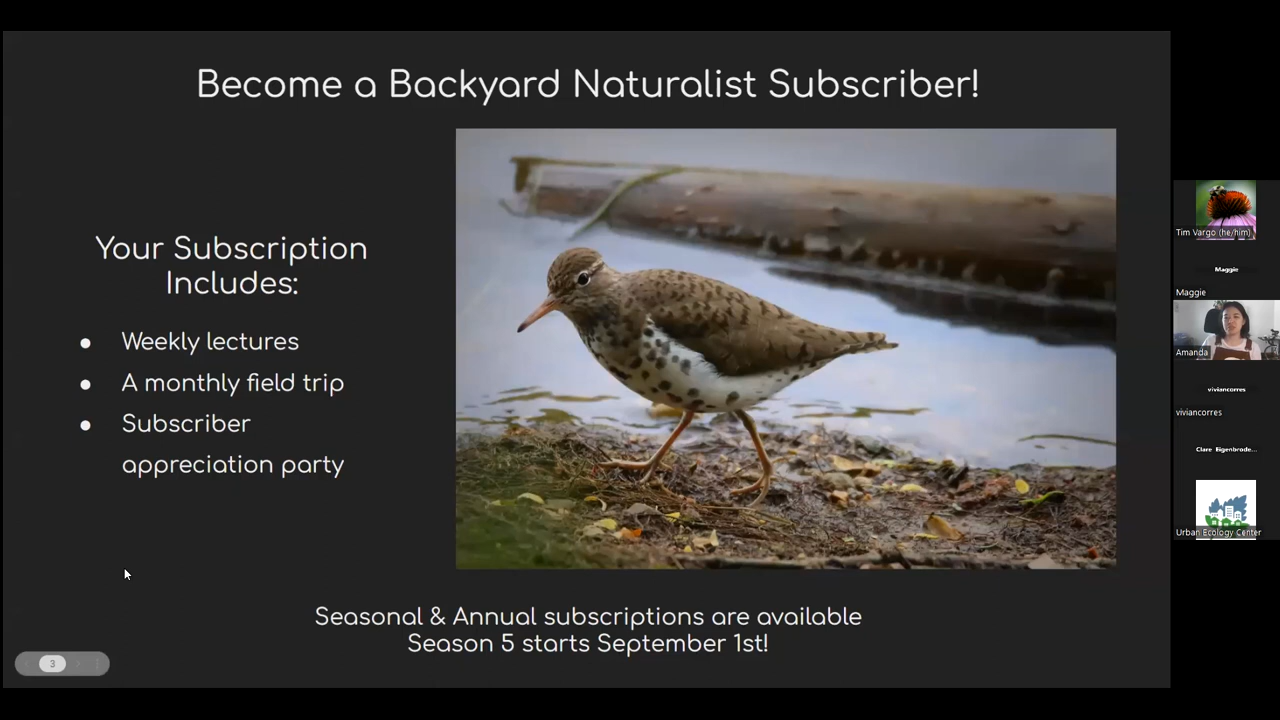 Become a Backyard Naturalist Subscriber!
Your Subscription
Includes:
● Weekly lectures
● A monthly field trip
● Subscriber
appreciation party
Seasonal & Annual subscriptions are available
Season 5 starts September 1st!
3
Tim Vargo (he/him)
Maggie
Maggie
Amanda
viviancorres
viviancorres
Clare Eigenbrode...
Urban Ecology Center